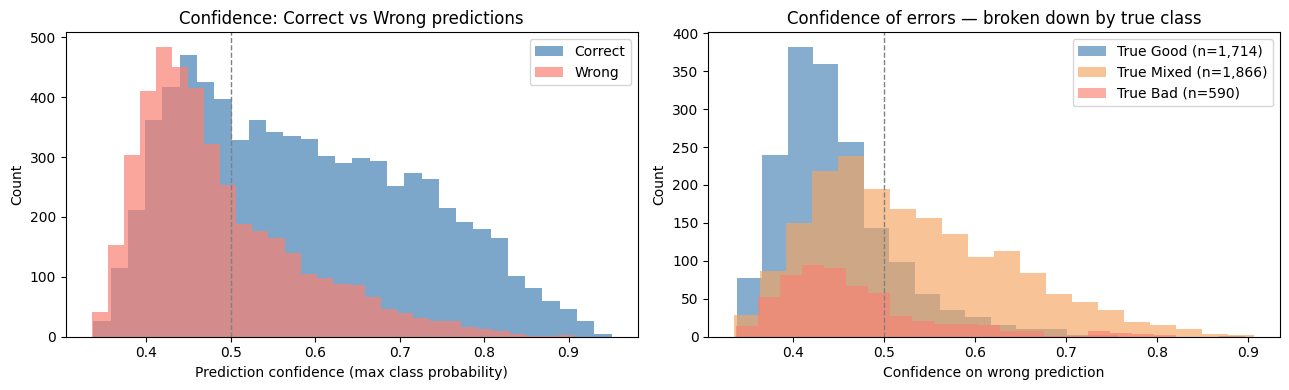 Confidence: Correct vs Wrong predictions
500
400
300
200
100
0
Count
Correct
Wrong
0.4 0.5 0.6 0.7 0.8 0.9
Prediction confidence (max class probability)
Confidence of errors — broken down by true class
400
350
300
250
200
150
100
50
0
Count
True Good (n=1,714)
True Mixed (n=1,866)
True Bad (n=590)
0.4 0.5 0.6 0.7 0.8 0.9
Confidence on wrong prediction